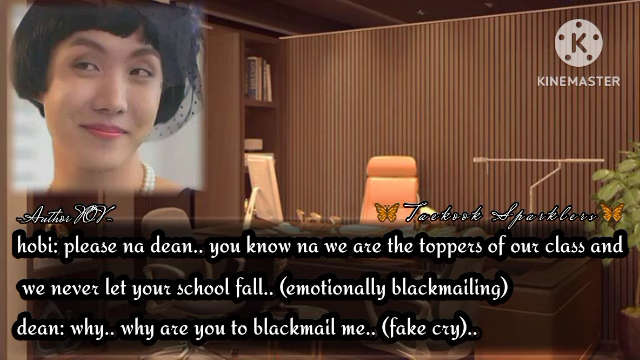 KINEMASTER
-Author POV-
🦋 Taekook Sparklers 🦋
hobi: please na dean.. you know na we are the toppers of our class and
we never let your school fall.. (emotionally blackmailing)
dean: why.. why are you to blackmail me.. (fake cry)..